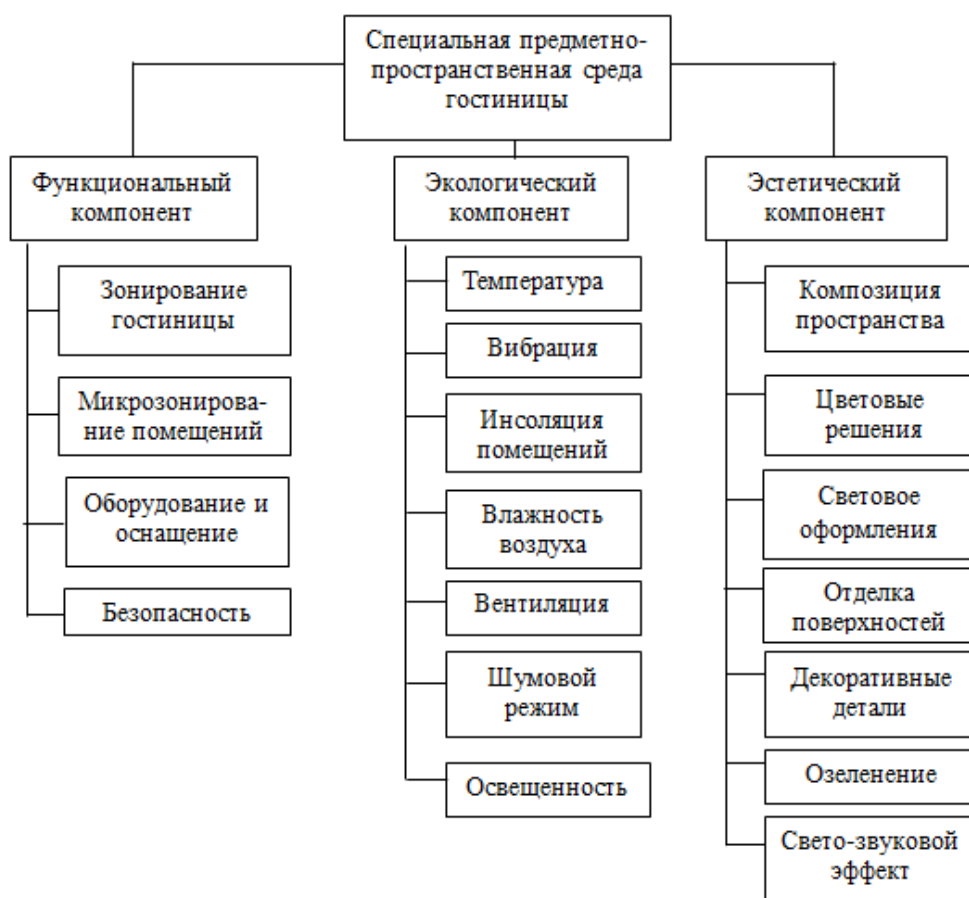 Специальная предметно-
пространственная среда
гостиницы
Функциональный
компонент
Зонирование
гостиницы
Микрозонирова-
ние помещений
Оборудование и
оснащение
Безопасность
Экологический
компонент
Температура
Вибрация
Инсоляция
помещений
Влажность
воздуха
Вентиляция
Шумовой
режим
Освещенность
Эстетический
компонент
Композиция
пространства
Цветовые
решения
Световое
оформления
Отделка
поверхностей
Декоративные
детали
Озеленение
Свето-звуковой
эффект